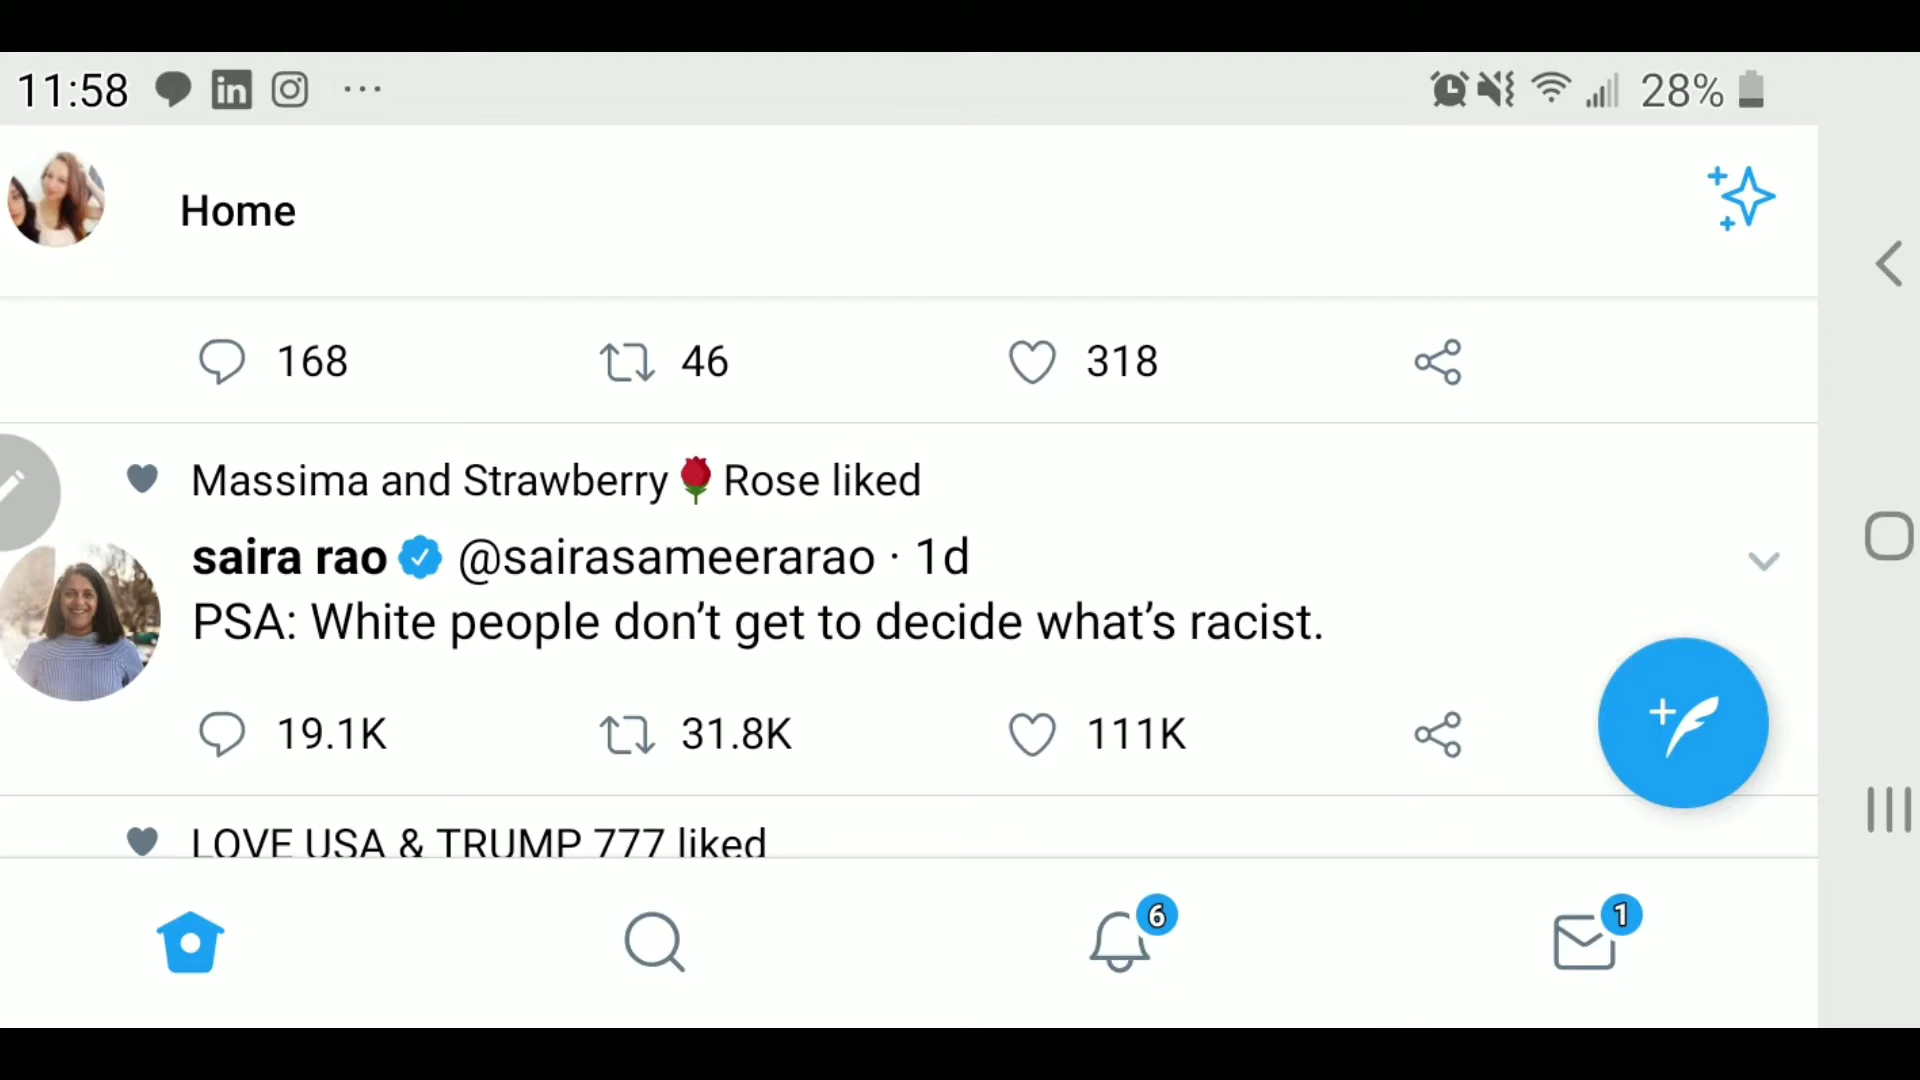 11:58 in ... 28%
Home
168 46 318
Massima and Strawberry🌹Rose liked
saira rao @sairasameerarao · 1d
PSA: White people don’t get to decide what’s racist.
19.1K 31.8K 111K
LOVE USA & TRUMP 777 liked
6 1